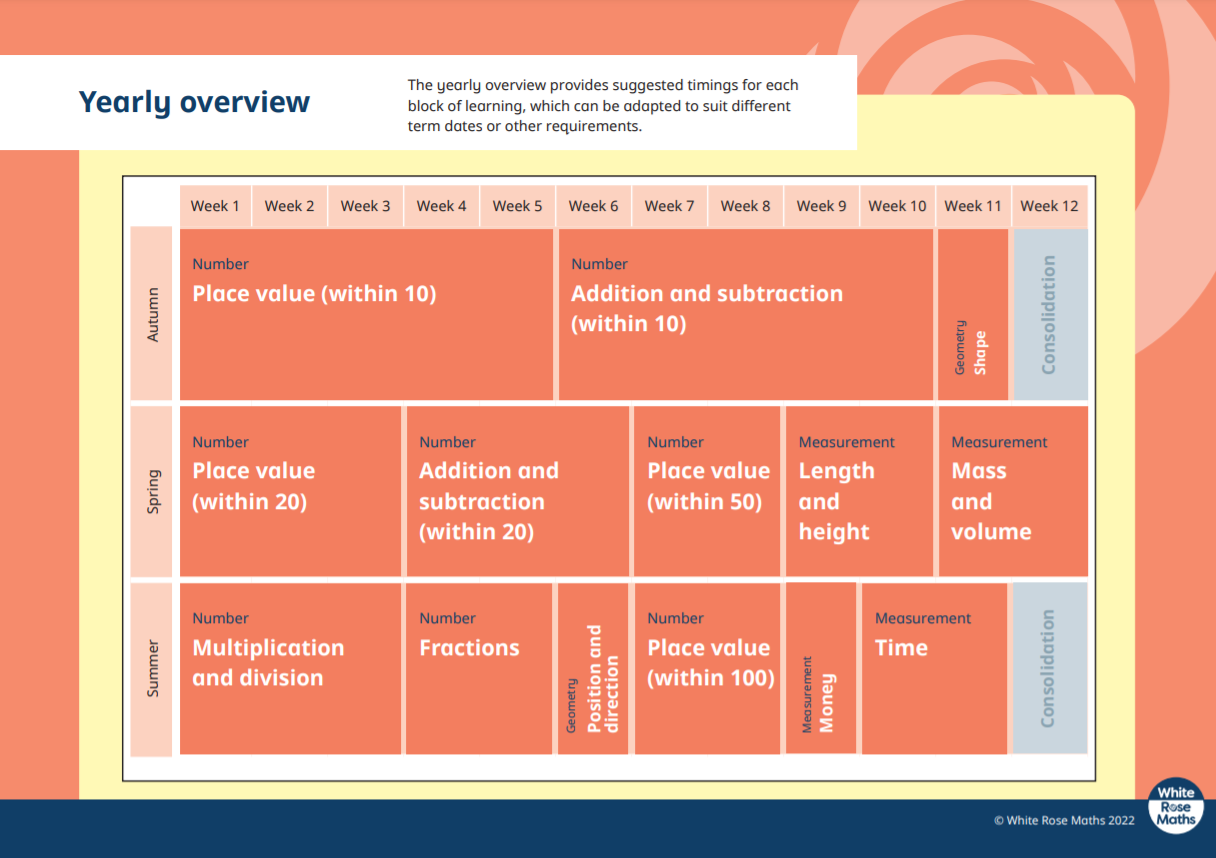 Yearly overview
The yearly overview provides suggested timings for each
block of learning, which can be adapted to suit different
term dates or other requirements.
Week 1 Week 2 Week 3 Week 4 Week 5 Week 6 Week 7 Week 8 Week 9 Week 10 Week 11 Week 12
Autumn
Number
Place value (within 10)
Number
Addition and subtraction
(within 10)
Geometry
Shape
Consolidation
Spring
Number
Place value
(within 20)
Number
Addition and
subtraction
(within 20)
Number
Place value
(within 50)
Measurement
Length
and
height
Measurement
Mass
and
volume
Summer
Number
Multiplication
and division
Number
Fractions
Geometry
Position and
direction
Number
Place value
(within 100)
Measurement
Money
Measurement
Time
Consolidation
© White Rose Maths 2022
White
Rose
Maths